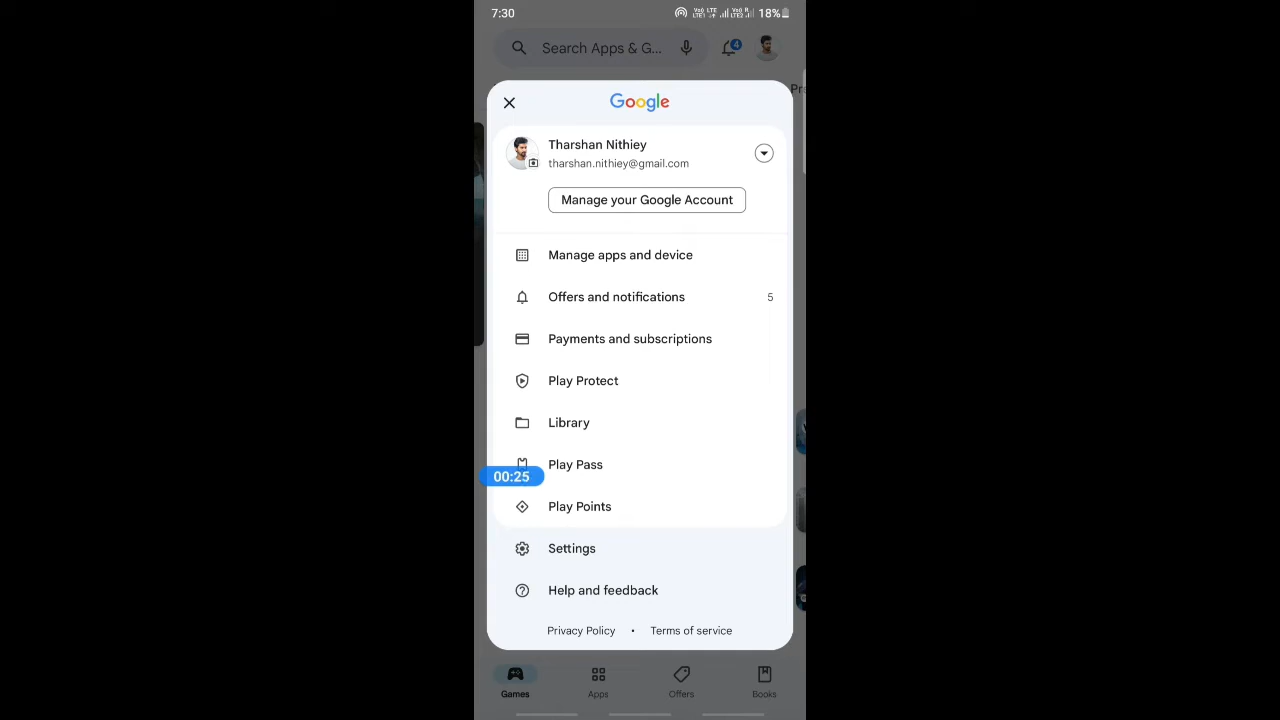 7:30
18%
Search Apps & G...
4
Google
Tharshan Nithiey
tharshan.nithiey@gmail.com
Manage your Google Account
Manage apps and device
Offers and notifications 5
Payments and subscriptions
Play Protect
Library
Play Pass
00:25
Play Points
Settings
Help and feedback
Privacy Policy • Terms of service
Games Apps Offers Books